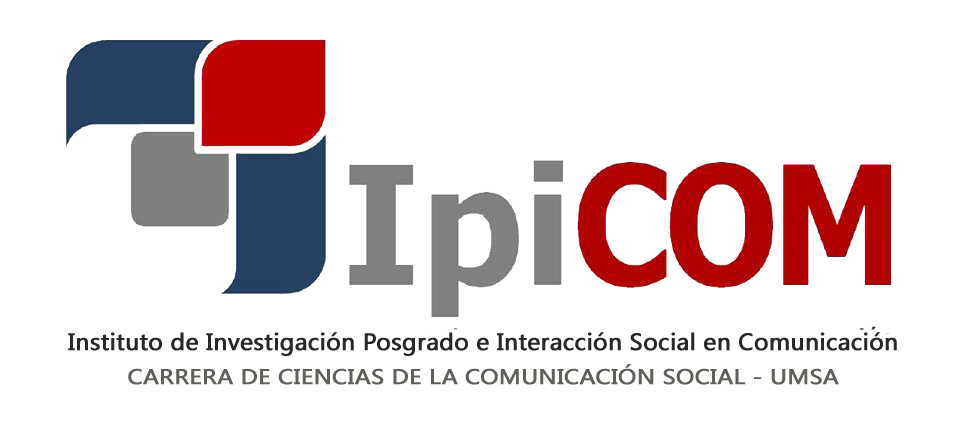 IpiCOM
Instituto de Investigación Posgrado e Interacción Social en Comunicación
CARRERA DE CIENCIAS DE LA COMUNICACIÓN SOCIAL - UMSA